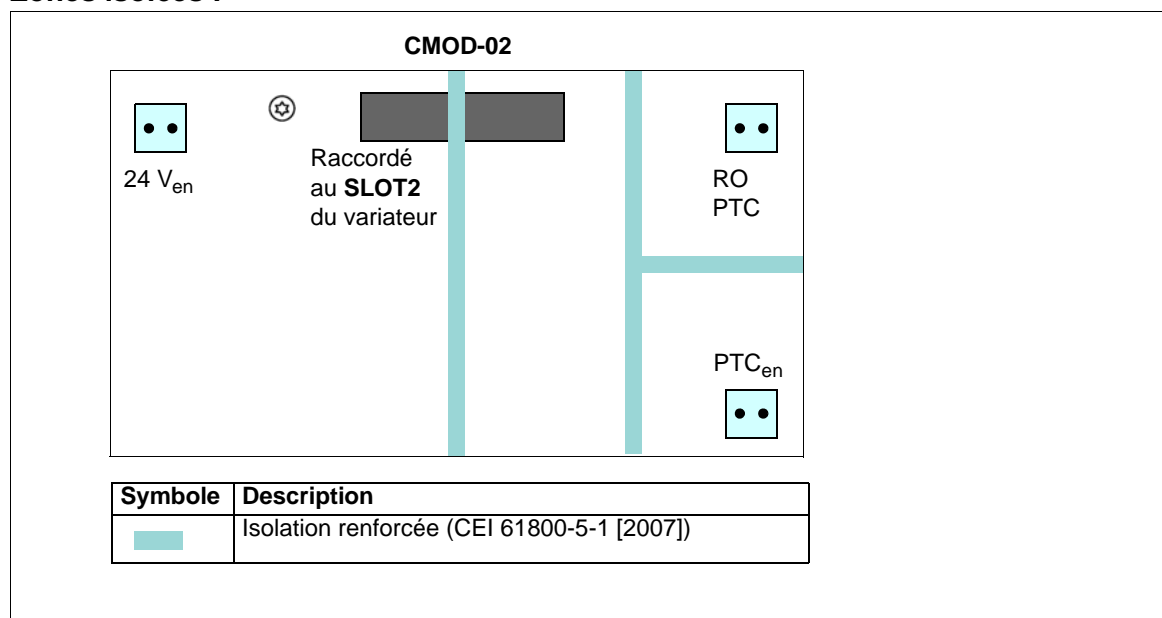 CMOD-02
24 Ven
Raccordé
au SLOT2
du variateur
RO
PTC
PTCen
Symbole Description
Isolation renforcée (CEI 61800-5-1 [2007])